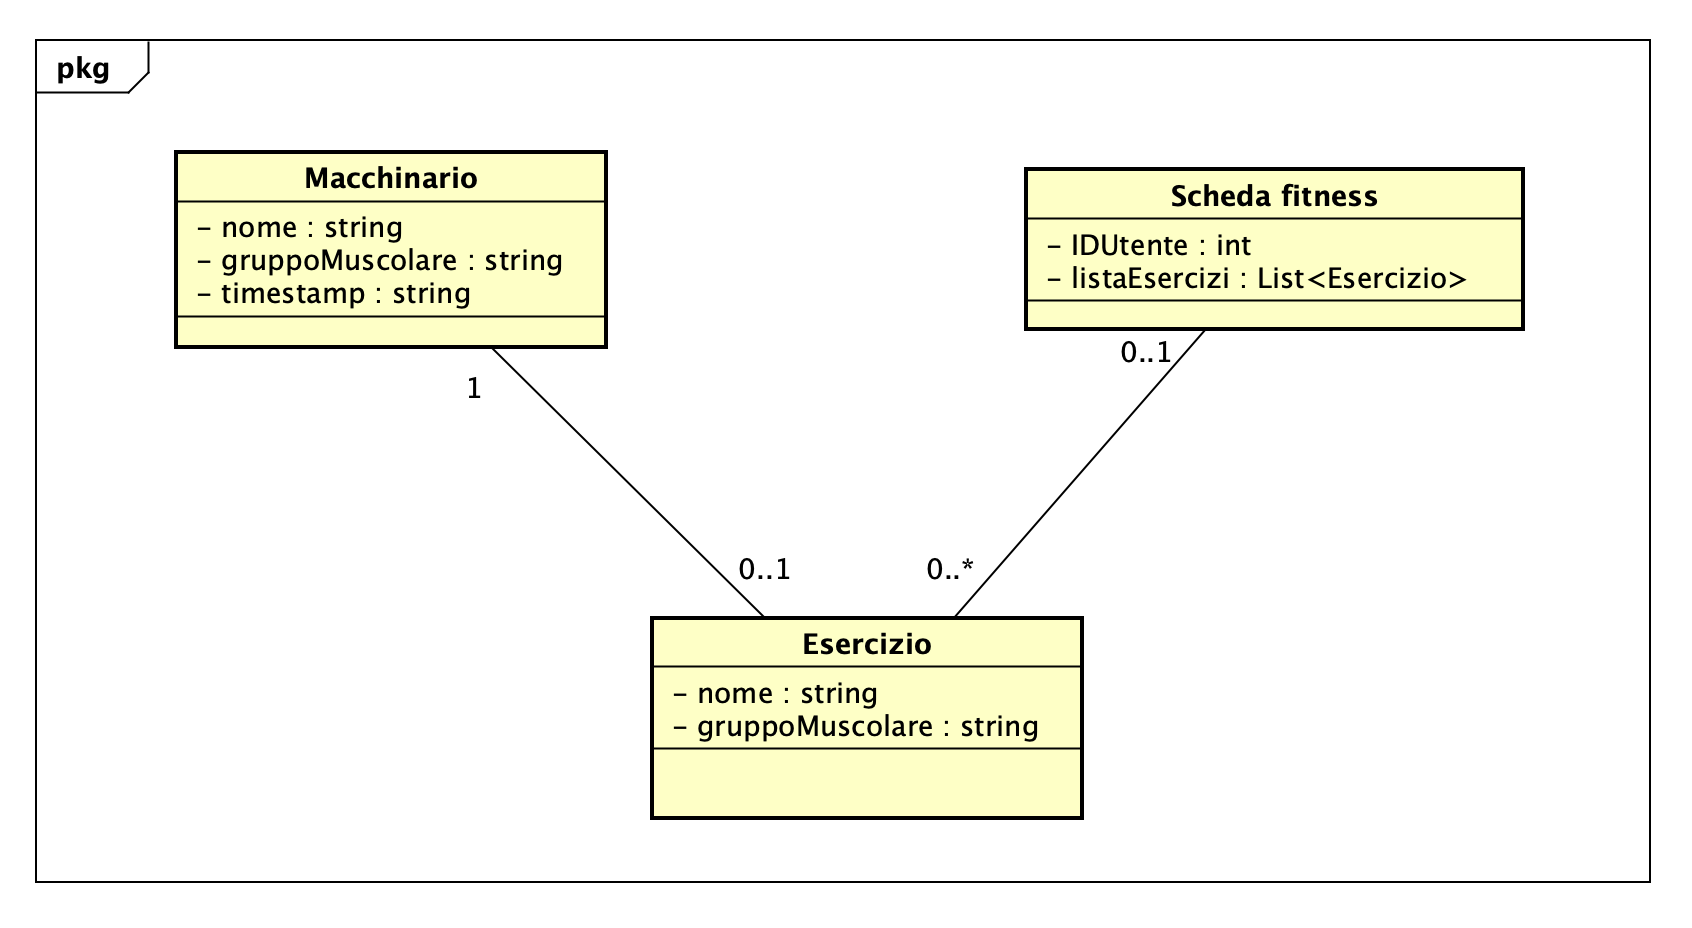 pkg
Macchinario
– nome : string
– gruppoMuscolare : string
– timestamp : string
Scheda fitness
– IDUtente : int
– listaEsercizi : List<Esercizio>
1
0..1
0..1
0..*
Esercizio
– nome : string
– gruppoMuscolare : string